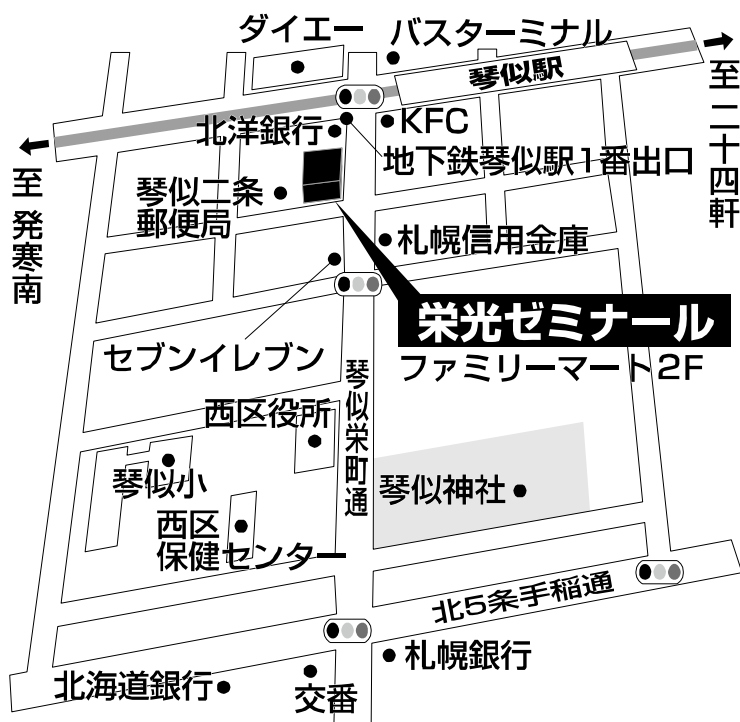 ダイエー
バスターミナル
琴似駅
至 二十四軒
北洋銀行
KFC
地下鉄琴似駅1番出口
至 発寒南
琴似二条
郵便局
札幌信用金庫
栄光ゼミナール
ファミリーマート2F
セブンイレブン
琴似栄町通
西区役所
琴似小
琴似神社
西区
保健センター
北5条手稲通
札幌銀行
北海道銀行
交番